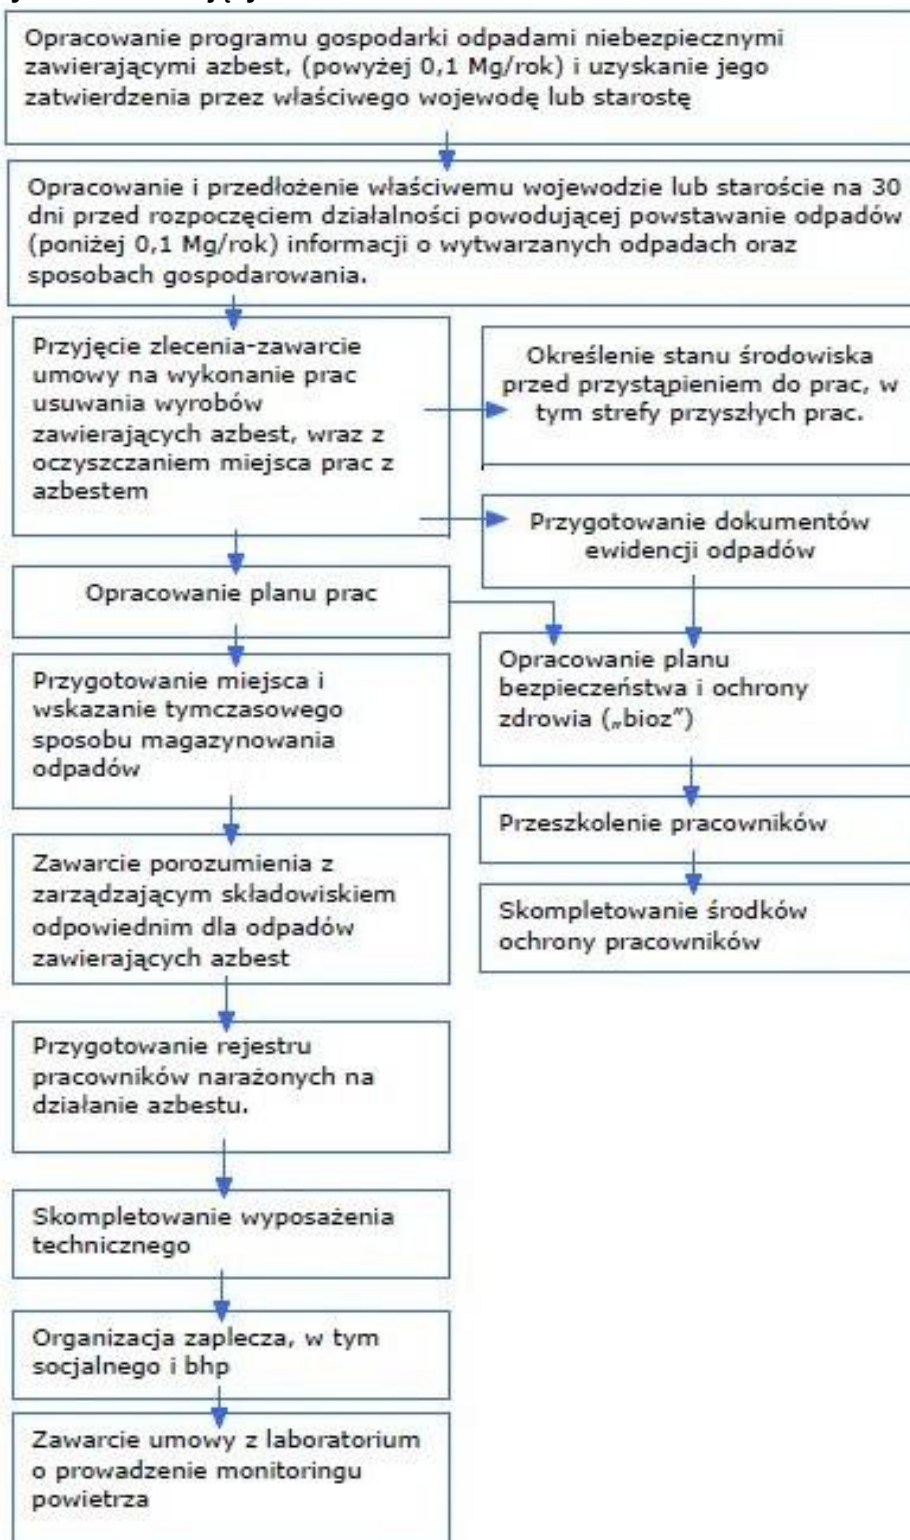 Opracowanie programu gospodarki odpadami niebezpiecznymi
zawierającymi azbest, (powyżej 0,1 Mg/rok) i uzyskanie jego
zatwierdzenia przez właściwego wojewodę lub starostę
Opracowanie i przedłożenie właściwemu wojewodzie lub staroście na 30
dni przed rozpoczęciem działalności powodującej powstawanie odpadów
(poniżej 0,1 Mg/rok) informacji o wytwarzanych odpadach oraz
sposobach gospodarowania.
Przyjęcie zlecenia-zawarcie
umowy na wykonanie prac
usuwania wyrobów
zawierających azbest, wraz z
oczyszczaniem miejsca prac z
azbestem
Określenie stanu środowiska
przed przystąpieniem do prac, w
tym strefy przyszłych prac.
Przygotowanie dokumentów
ewidencji odpadów
Opracowanie planu prac
Opracowanie planu
bezpieczeństwa i ochrony
zdrowia („bioz”)
Przygotowanie miejsca i
wskazanie tymczasowego
sposobu magazynowania
odpadów
Przeszkolenie pracowników
Zawarcie porozumienia z
zarządzającym składowiskiem
odpowiednim dla odpadów
zawierających azbest
Skompletowanie środków
ochrony pracowników
Przygotowanie rejestru
pracowników narażonych na
działanie azbestu.
Skompletowanie wyposażenia
technicznego
Organizacja zaplecza, w tym
socjalnego i bhp
Zawarcie umowy z laboratorium
o prowadzenie monitoringu
powietrza